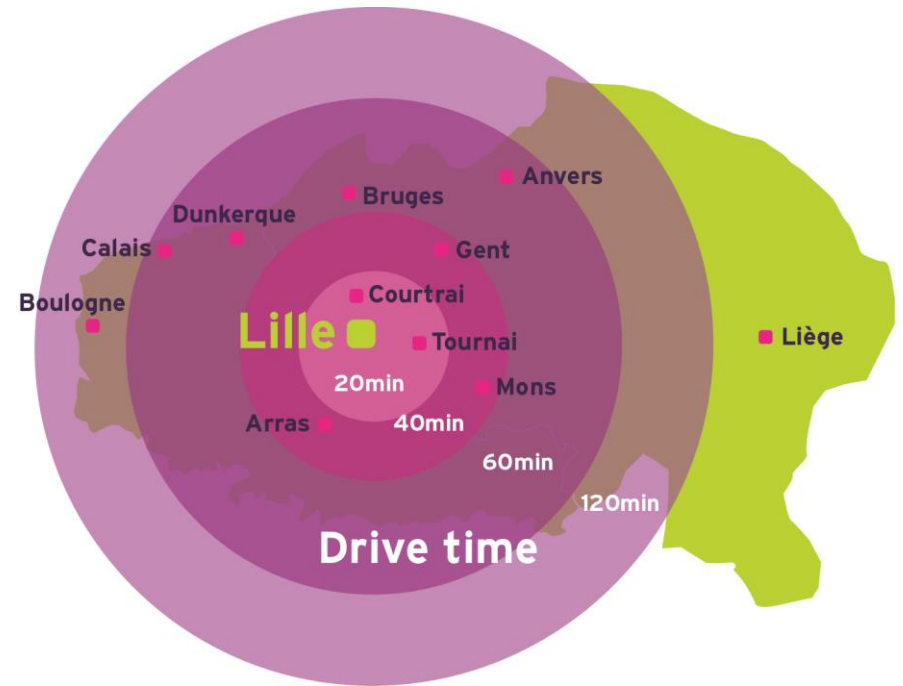 Anvers
Bruges
Dunkerque
Calais
Gent
Courtrai
Boulogne
Lille
Tournai
Liège
20min
Mons
Arras
40min
60min
120min
Drive time